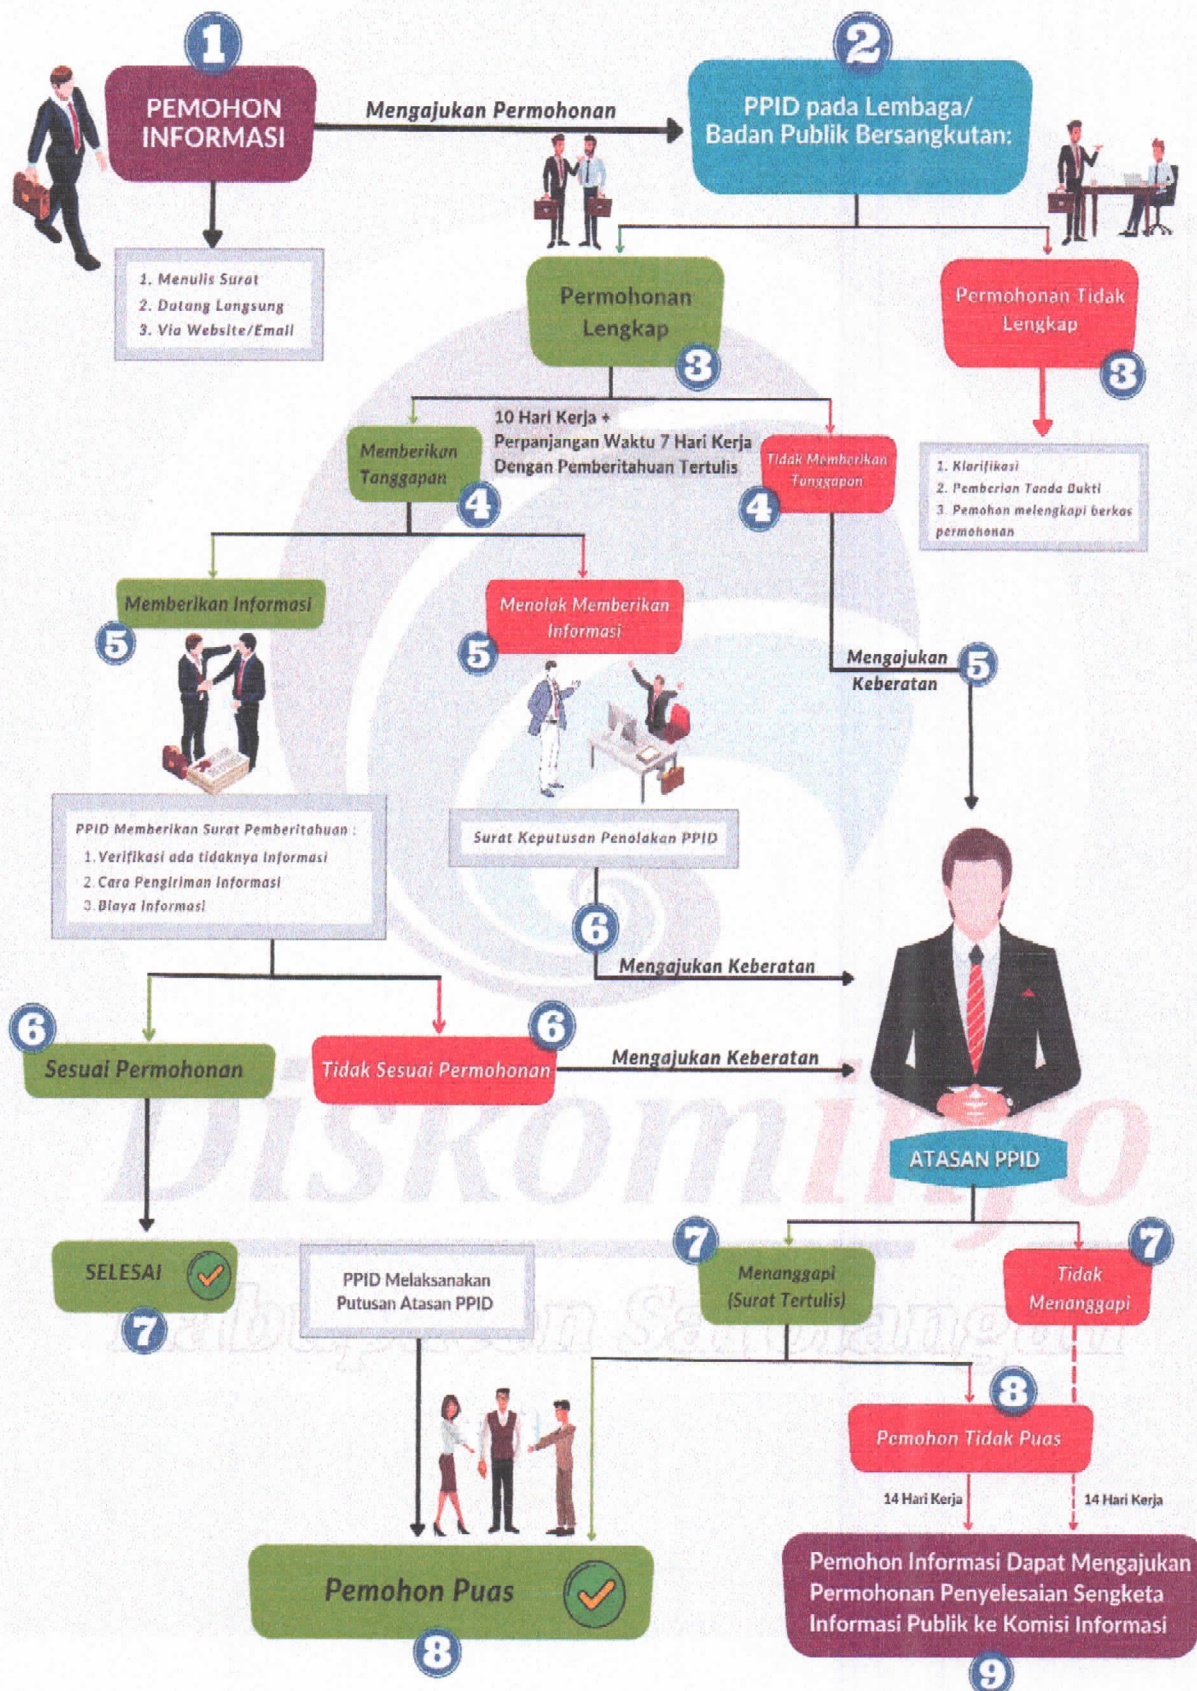 1
PEMOHON
INFORMASI
Mengajukan Permohonan
2
PPID pada Lembaga/
Badan Publik Bersangkutan:
1. Menulis Surat
2. Datang Langsung
3. Via Website/Email
Permohonan
Lengkap
3
Permohonan Tidak
Lengkap
3
10 Hari Kerja +
Perpanjangan Waktu 7 Hari Kerja
Dengan Pemberitahuan Tertulis
Memberikan
Tanggapan
4
Tidak Memberikan
Tanggapan
4
1. Klarifikasi
2. Pemberian Tanda Bukti
3. Pemohon melengkapi berkas
permohonan
Memberikan Informasi
5
Menolak Memberikan
Informasi
5
Mengajukan
Keberatan
5
PPID Memberikan Surat Pemberitahuan :
1. Verifikasi ada tidaknya Informasi
2. Cara Pengiriman Informasi
3. Biaya Informasi
Surat Keputusan Penolakan PPID
6
Mengajukan Keberatan
6
Sesuai Permohonan
6
Tidak Sesuai Permohonan
Mengajukan Keberatan
Diskominfo
ATASAN PPID
SELESAI
7
PPID Melaksanakan
Putusan Atasan PPID
7
Menanggapi
(Surat Tertulis)
7
Tidak
Menanggapi
Kabupaten Sarolangun
8
Pemohon Tidak Puas
14 Hari Kerja
14 Hari Kerja
Pemohon Puas
8
Pemohon Informasi Dapat Mengajukan
Permohonan Penyelesaian Sengketa
Informasi Publik ke Komisi Informasi
9